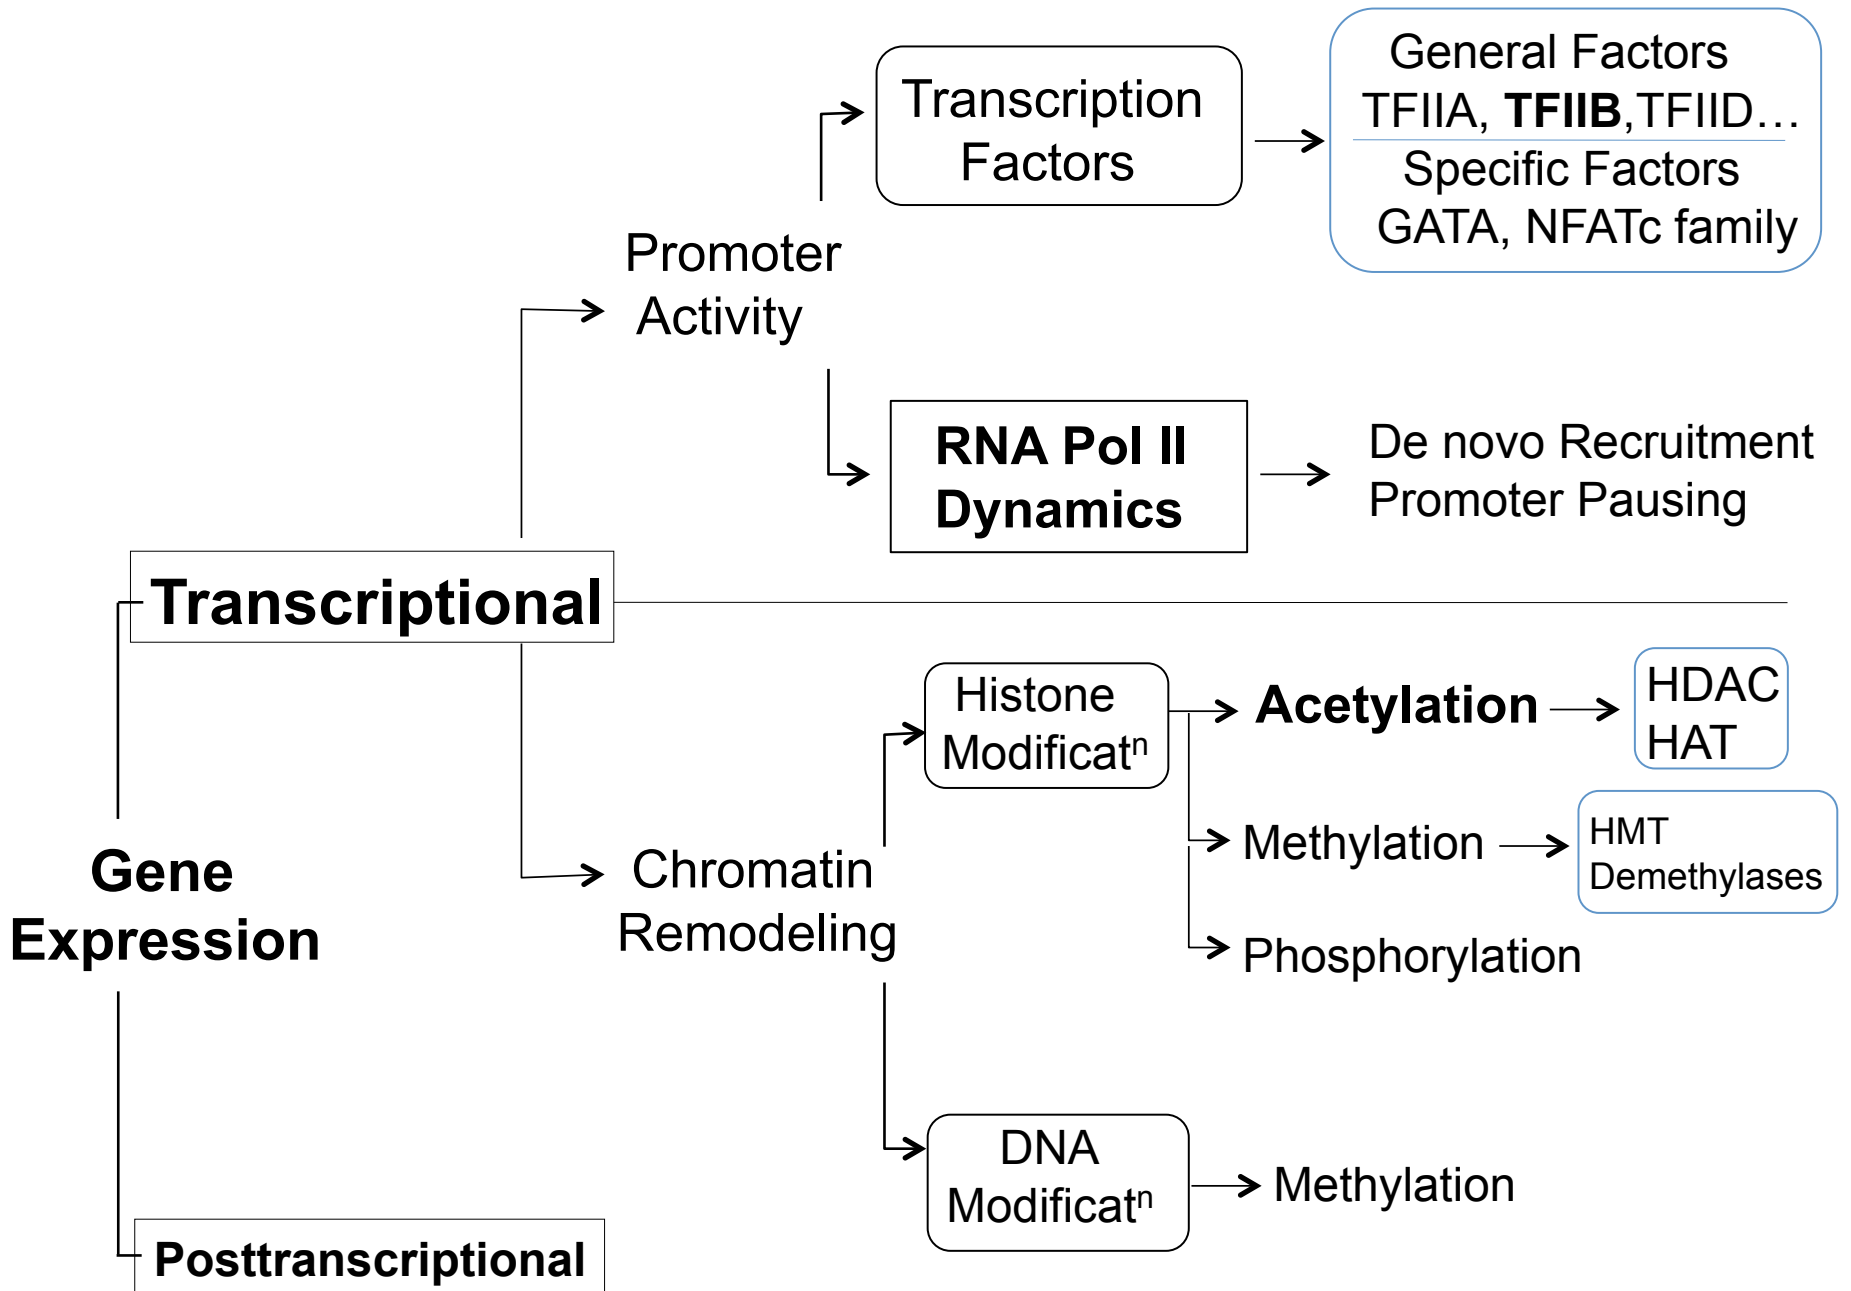 General Factors
TFIIA, TFIIB,TFIID…
Specific Factors
GATA, NFATc family
Transcription
Factors
Promoter
Activity
RNA Pol II
Dynamics
De novo Recruitment
Promoter Pausing
Transcriptional
Histone
Modificatⁿ
Acetylation
HDAC
HAT
Methylation
HMT
Demethylases
Phosphorylation
Gene
Expression
Chromatin
Remodeling
DNA
Modificatⁿ
Methylation
Posttranscriptional